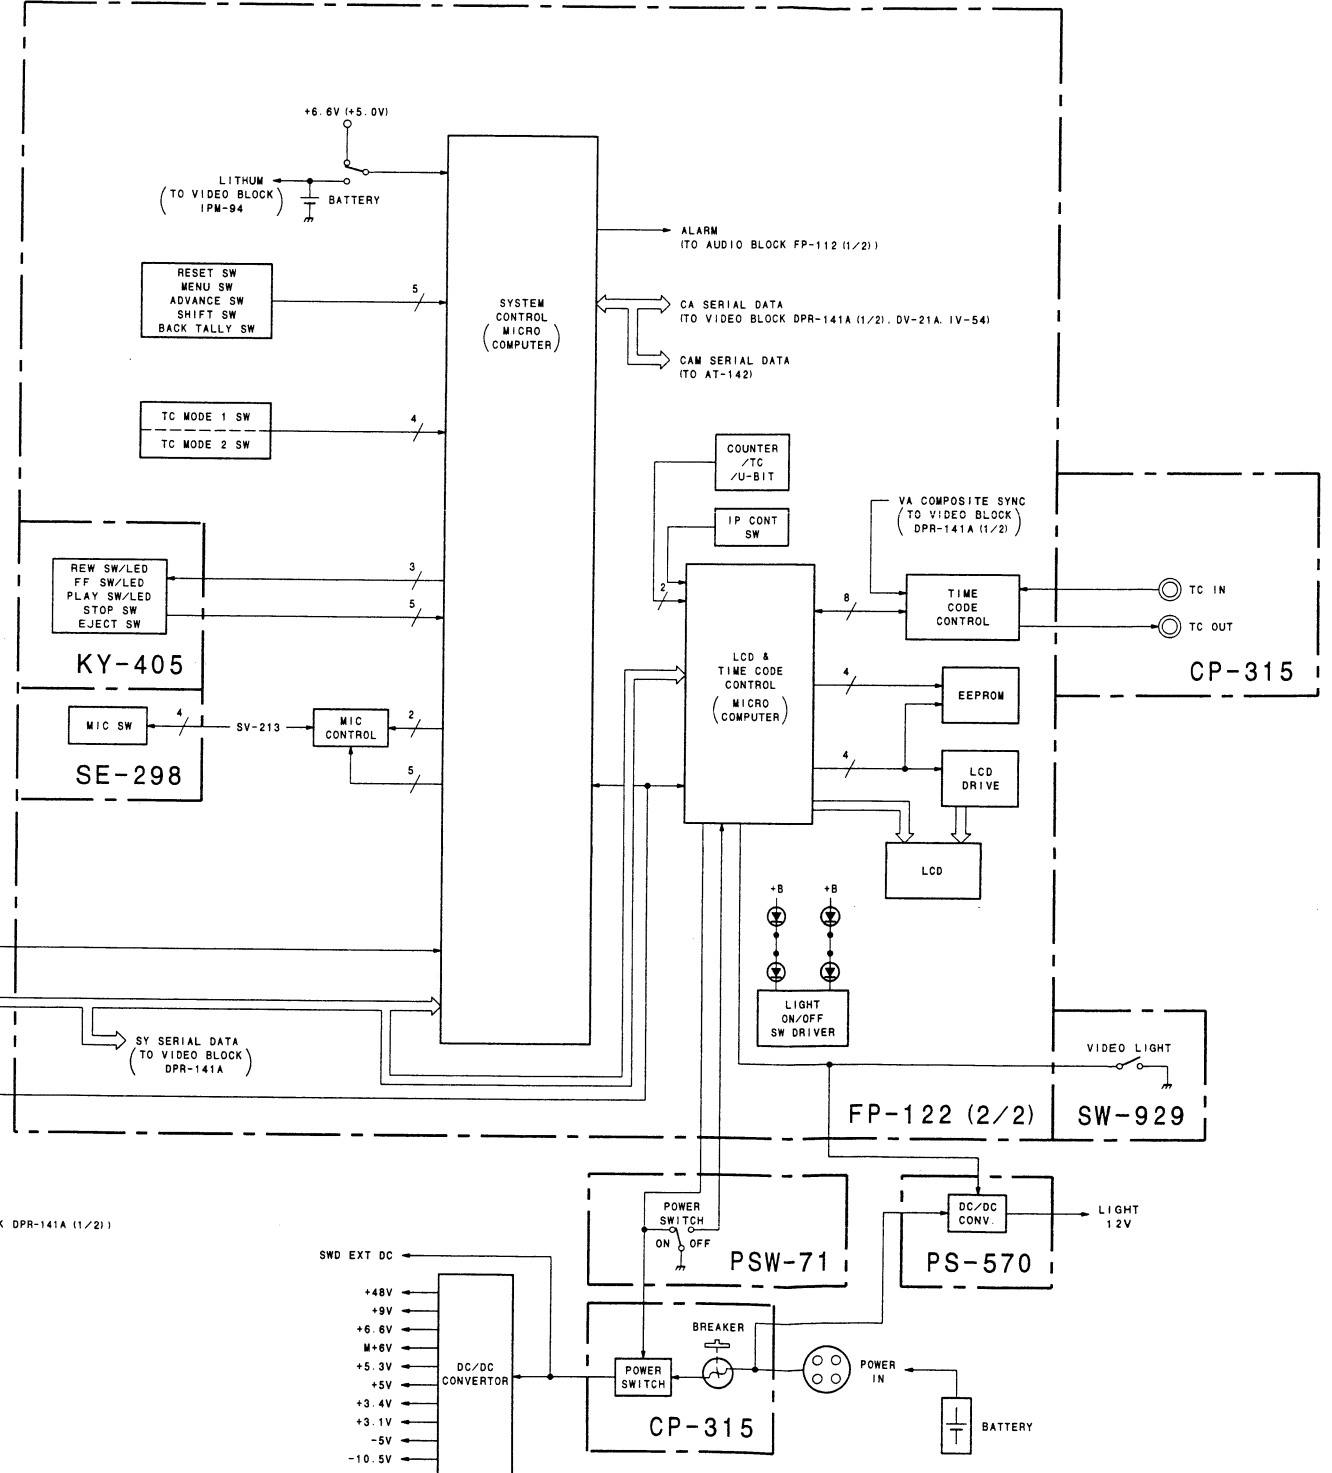 +6.6V (+5.0V)
LITHUM
(TO VIDEO BLOCK
IPM-94)
BATTERY
ALARM
(TO AUDIO BLOCK FP-112 (1/2))
RESET SW
MENU SW
ADVANCE SW
SHIFT SW
BACK TALLY SW
5
SYSTEM
CONTROL
(MICRO
COMPUTER)
CA SERIAL DATA
(TO VIDEO BLOCK DPR-141A (1/2). DV-21A. IV-54)
CAM SERIAL DATA
(TO AT-142)
TC MODE 1 SW
TC MODE 2 SW
4
COUNTER
/TC
/U-BIT
IP CONT
SW
VA COMPOSITE SYNC
(TO VIDEO BLOCK
DPR-141A (1/2))
REW SW/LED
FF SW/LED
PLAY SW/LED
STOP SW
EJECT SW
3
5
KY-405
2
8
TIME
CODE
CONTROL
TC IN
TC OUT
CP-315
LCD &
TIME CODE
CONTROL
(MICRO
COMPUTER)
4
EEPROM
MIC SW
4
SV-213
MIC
CONTROL
2
5
SE-298
4
LCD
DRIVE
LCD
+B
+B
LIGHT
ON/OFF
SW DRIVER
SY SERIAL DATA
(TO VIDEO BLOCK
DPR-141A)
VIDEO LIGHT
FP-122 (2/2)
SW-929
K DPR-141A (1/2))
POWER
SWITCH
ON OFF
PSW-71
DC/DC
CONV.
LIGHT
12V
PS-570
SWD EXT DC
+48V
+9V
+6.6V
M+6V
+5.3V
+5V
+3.4V
+3.1V
-5V
-10.5V
DC/DC
CONVERTOR
BREAKER
POWER
SWITCH
CP-315
POWER
IN
BATTERY